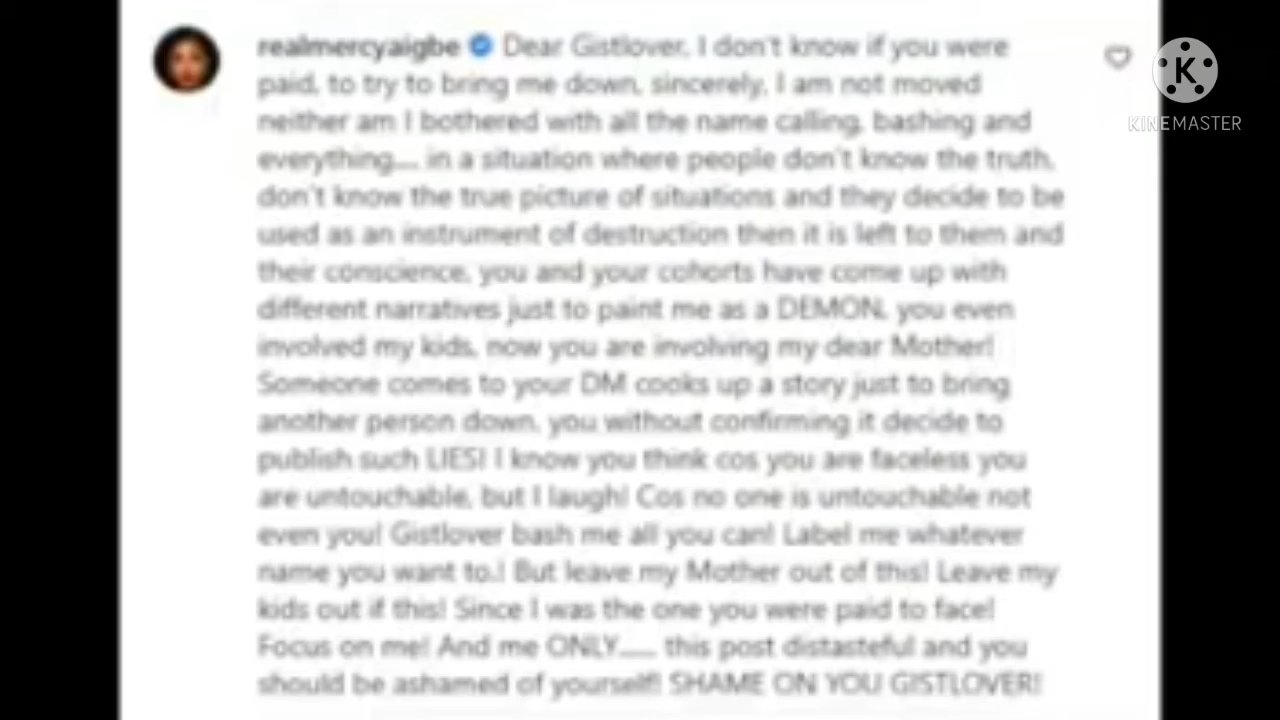 realmercyaigbe Dear Gistlover, I don't know if you were
paid, to try to bring me down, sincerely, I am not moved
neither am I bothered with all the name calling, bashing and
everything.... in a situation where people don't know the truth,
don't know the true picture of situations and they decide to be
used as an instrument of destruction then it is left to them and
their conscience, you and your cohorts have come up with
different narratives just to paint me as a DEMON, you even
involved my kids, now you are involving my dear Mother!
Someone comes to your DM cooks up a story just to bring
another person down, you without confirming it decide to
publish such LIES! I know you think cos you are faceless you
are untouchable, but I laugh! Cos no one is untouchable not
even you! Gistlover bash me all you can! Label me whatever
name you want to.! But leave my Mother out of this! Leave my
kids out if this! Since I was the one you were paid to face!
Focus on me! And me ONLY...... this post distasteful and you
should be ashamed of yourself! SHAME ON YOU GISTLOVER!
K
KINEMASTER